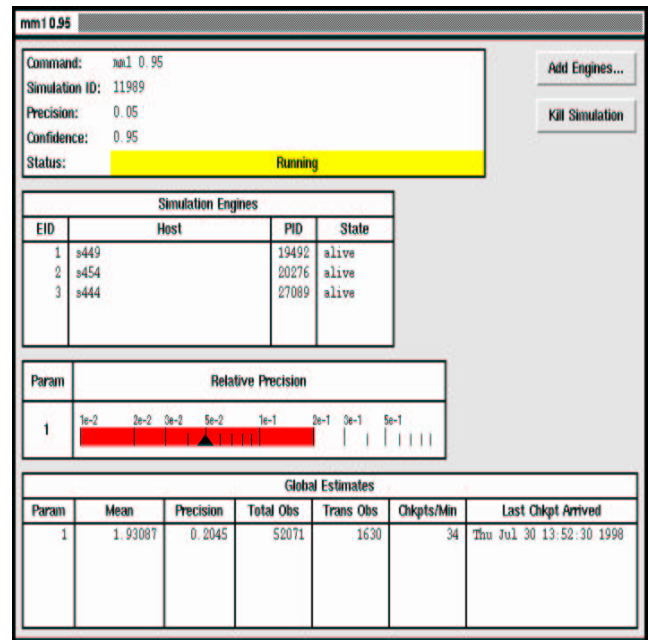 mm1 0.95
Command: mm1 0.95
Add Engines...
Simulation ID: 11989
Precision: 0.05
Kill Simulation
Confidence: 0.95
Status: Running
Simulation Engines
EID Host PID State
1 s449 19492 alive
2 s454 20276 alive
3 s444 27089 alive
Param Relative Precision
1e-2 2e-2 3e-2 5e-2 1e-1 2e-1 3e-1 5e-1
1
Global Estimates
Param Mean Precision Total Obs Trans Obs Chkpts/Min Last Chkpt Arrived
1 1.93087 0.2045 52071 1630 34 Thu Jul 30 13:52:30 1998